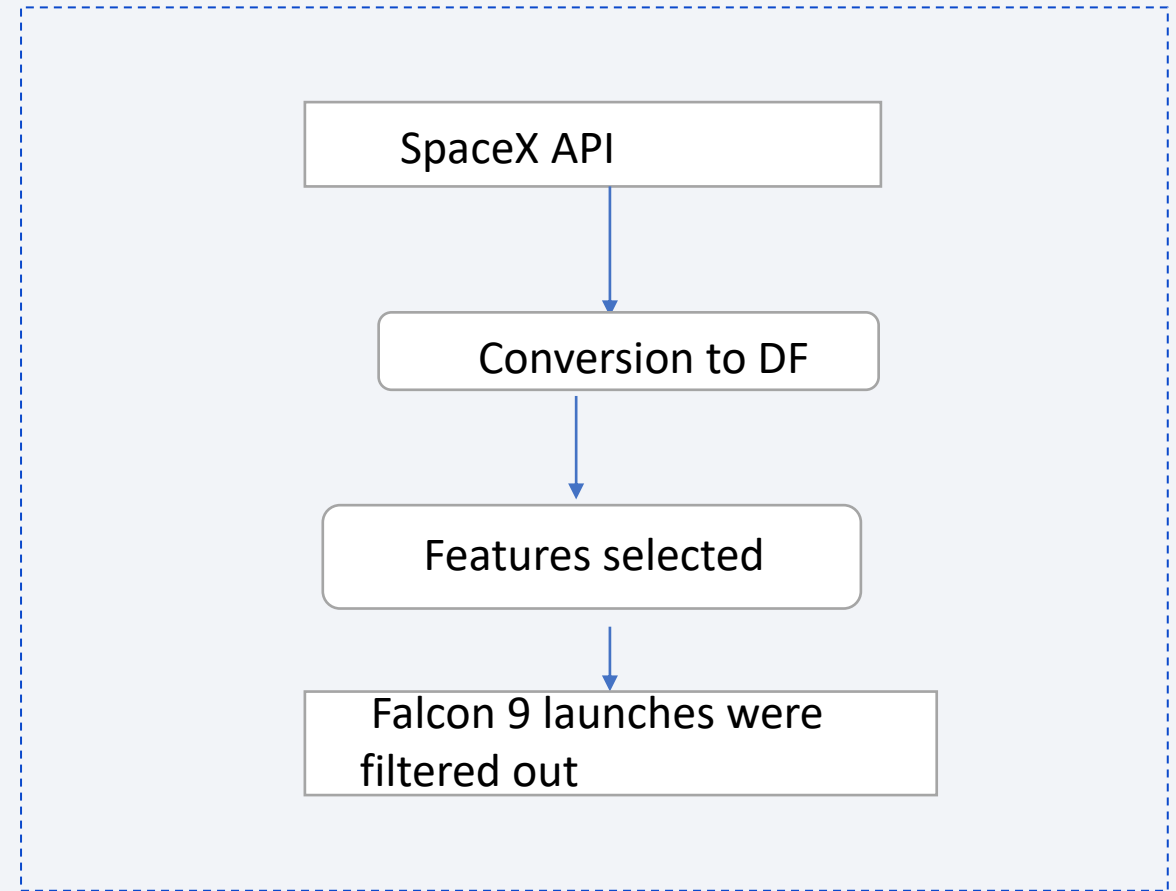 SpaceX API
Conversion to DF
Features selected
Falcon 9 launches were
filtered out